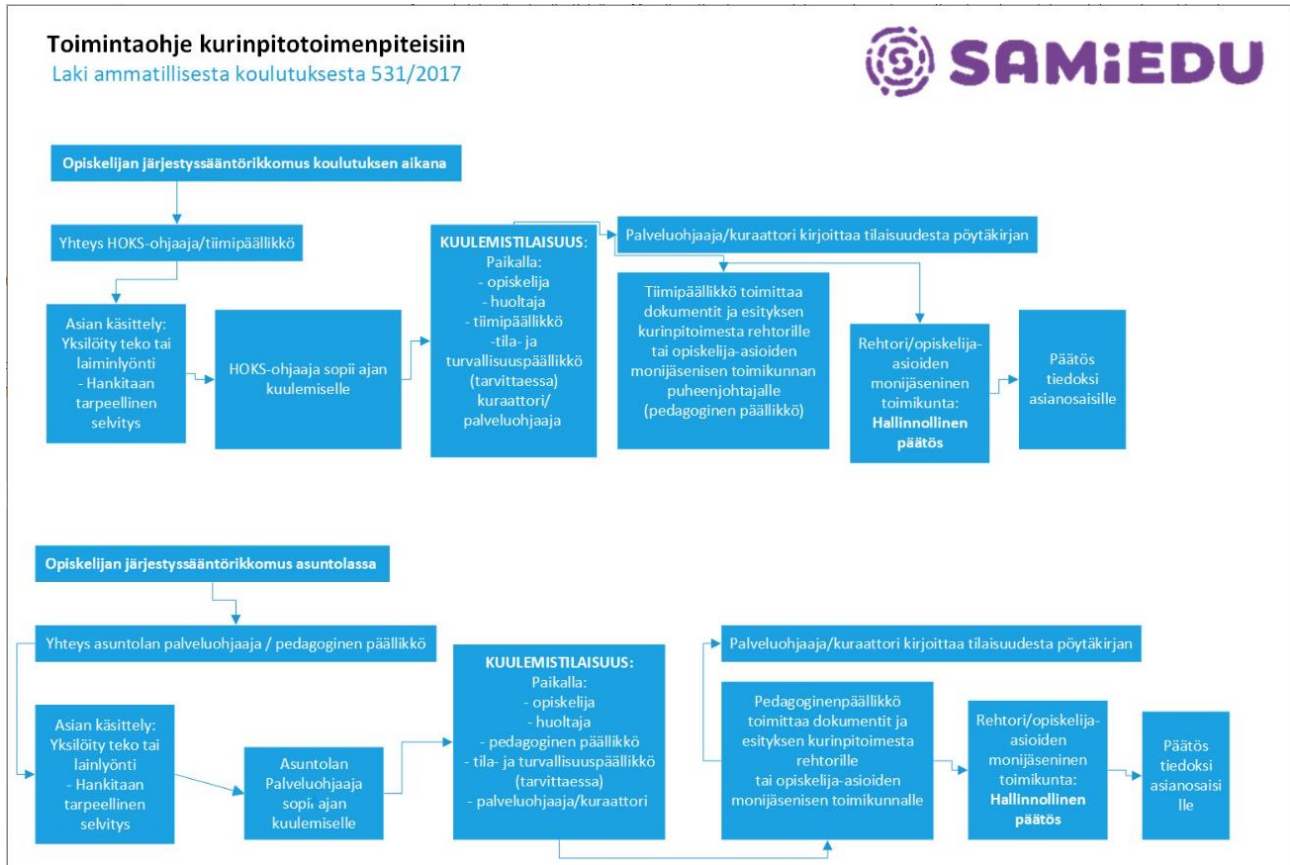 Toimintaohje kurinpitotoimenpiteisiin
Laki ammatillisesta koulutuksesta 531/2017
SAMiEDU
Opiskelijan järjestyssääntörikkomus koulutuksen aikana
Yhteys HOKS-ohjaaja/tiimipäällikkö
Asian käsittely:
Yksilöity teko tai
laiminlyönti
- Hankitaan
tarpeellinen
selvitys
HOKS-ohjaaja sopii ajan
kuulemiselle
KUULEMISTILAISUUS:
Paikalla:
- opiskelija
- huoltaja
- tiimipäällikkö
- tila- ja
turvallisuuspäällikkö
(tarvittaessa)
kuraattori/
palveluohjaaja
Palveluohjaaja/kuraattori kirjoittaa tilaisuudesta pöytäkirjan
Tiimipäällikkö toimittaa
dokumentit ja esityksen
kurinpitoimesta rehtorille
tai opiskelija-asioiden
monijäsenisen toimikunnan
puheenjohtajalle
(pedagoginen päällikkö)
Rehtori/opiskelija-
asioiden
monijäseninen
toimikunta:
Hallinnollinen
päätös
Päätös
tiedoksi
asianosaisille
Opiskelijan järjestyssääntörikkomus asuntolassa
Yhteys asuntolan palveluohjaaja / pedagoginen päällikkö
Asian käsittely:
Yksilöity teko tai
lainlyönti
- Hankitaan
tarpeellinen
selvitys
Asuntolan
Palveluohjaaja
sopii ajan
kuulemiselle
KUULEMISTILAISUUS:
Paikalla:
- opiskelija
- huoltaja
- pedagoginen päällikkö
- tila- ja turvallisuuspäällikkö
(tarvittaessa)
- palveluohjaaja/kuraattori
Palveluohjaaja/kuraattori kirjoittaa tilaisuudesta pöytäkirjan
Pedagoginenpäällikkö
toimittaa dokumentit ja
esityksen kurinpitoimesta
rehtorille
tai opiskelija-asioiden
monijäsenisen toimikunnalle
Rehtori/opiskelija-
asioiden
monijäseninen
toimikunta:
Hallinnollinen
päätös
Päätös
tiedoksi
asianosaisi
lle